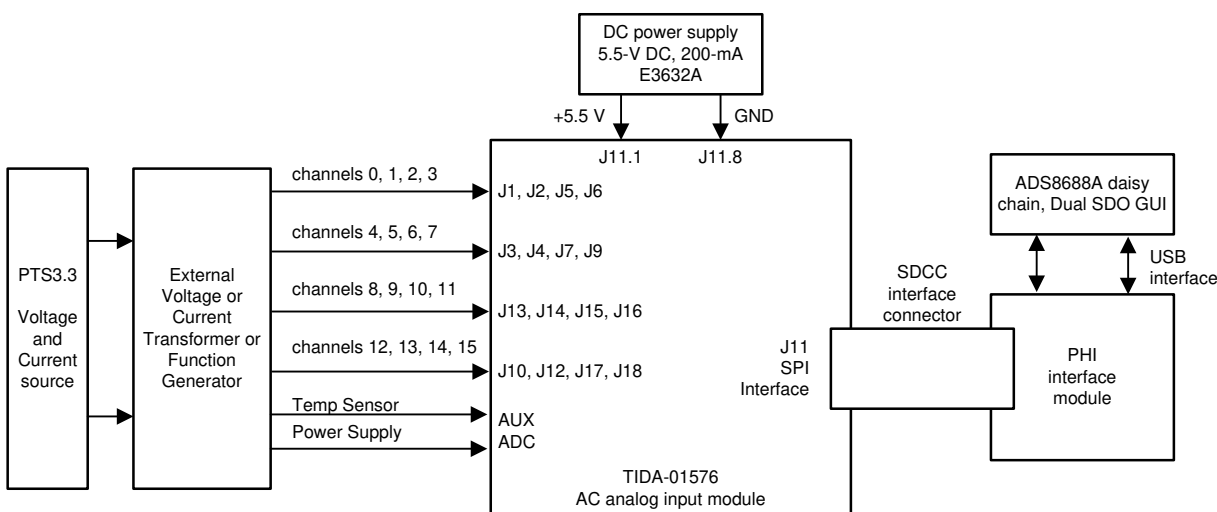 DC power supply
5.5-V DC, 200-mA
E3632A
+5.5 V
GND
J11.1
J11.8
PTS3.3
Voltage
and
Current
source
External
Voltage or
Current
Transformer or
Function
Generator
channels 0, 1, 2, 3
J1, J2, J5, J6
channels 4, 5, 6, 7
J3, J4, J7, J9
channels 8, 9, 10, 11
J13, J14, J15, J16
channels 12, 13, 14, 15
J10, J12, J17, J18
Temp Sensor
Power Supply
AUX
ADC
J11
SPI
Interface
TIDA-01576
AC analog input module
SDCC
interface
connector
ADS8688A daisy
chain, Dual SDO GUI
USB
interface
PHI
interface
module